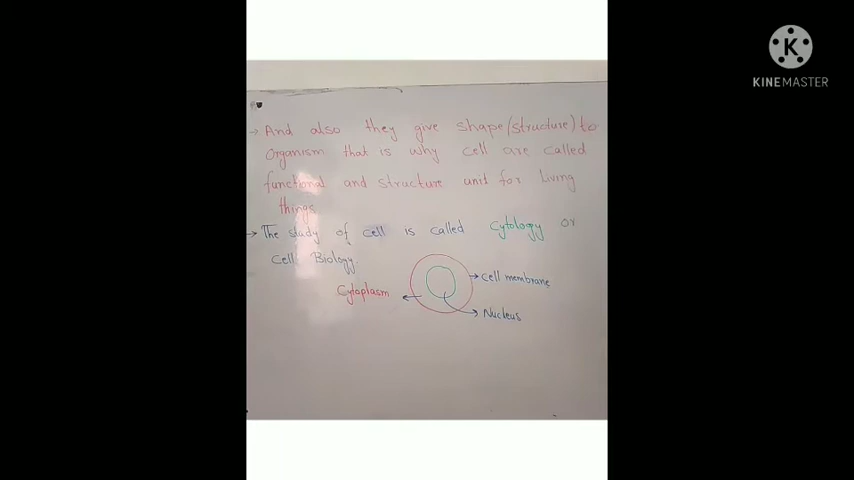 K
KINEMASTER
→ And also they give shape/(structure) to
Organism that is why cell are called
functional and structure unit for living
things
→ The study of cell is called Cytology or
Cell Biology.
Cell membrane
Cytoplasm
Nucleus